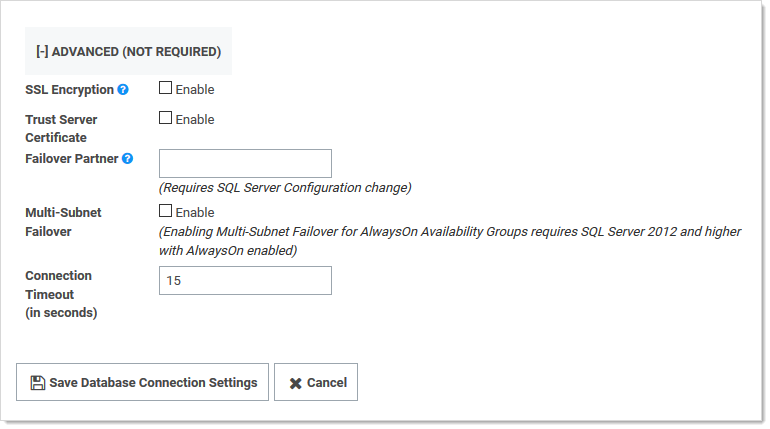 [-] ADVANCED (NOT REQUIRED)
SSL Encryption ?
Enable
Trust Server
Certificate
Enable
Failover Partner ?
(Requires SQL Server Configuration change)
Multi-Subnet
Failover
Enable
(Enabling Multi-Subnet Failover for AlwaysOn Availability Groups requires SQL Server 2012 and higher
with AlwaysOn enabled)
Connection
Timeout
(in seconds)
15
Save Database Connection Settings
Cancel